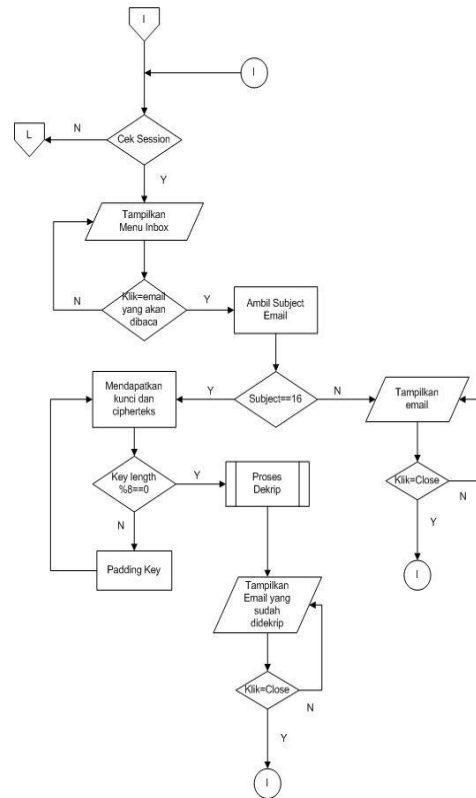 I
I
N
L
Cek Session
Y
Tampilkan
Menu Inbox
N
Klik=email
yang akan
dibaca
Y
Ambil Subject
Email
Mendapatkan
kunci dan
cipherteks
Y
Subject==16
N
Tampilkan
email
Key length
%8==0
Y
Proses
Dekrip
Klik=Close
N
N
Y
Padding Key
I
Tampilkan
Email yang
sudah
didekrip
Klik=Close
N
Y
I